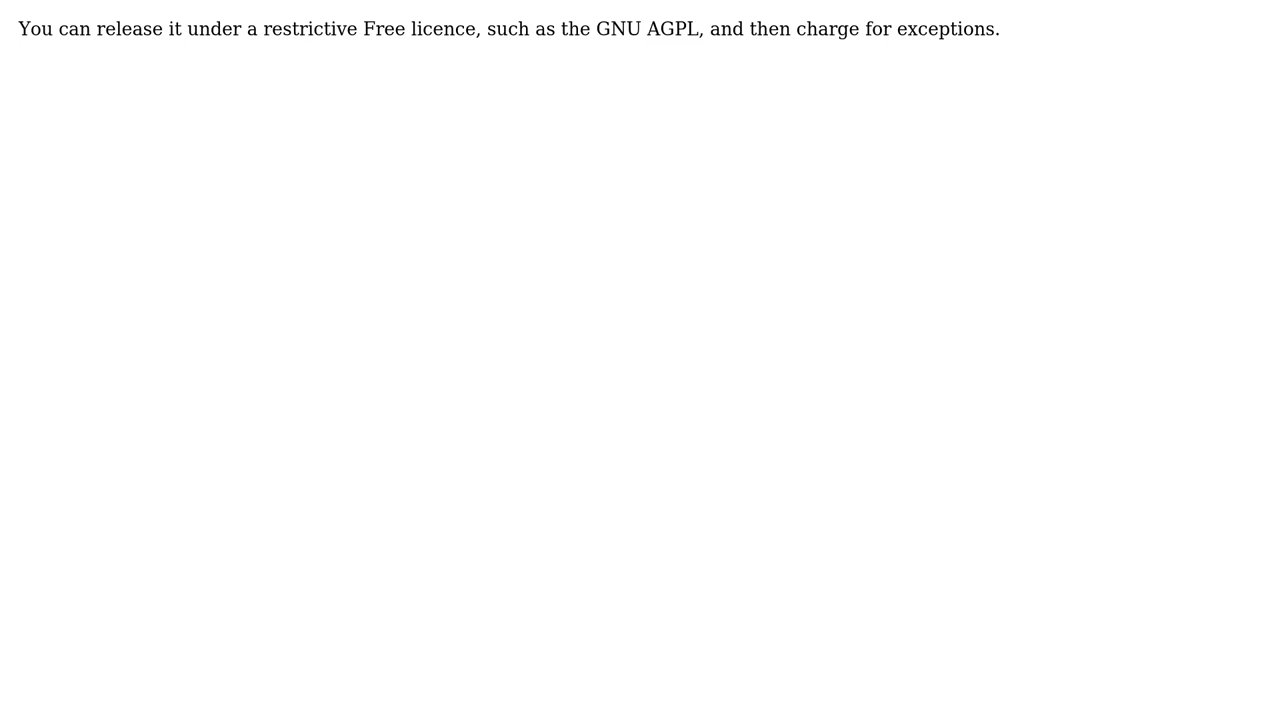 You can release it under a restrictive Free licence, such as the GNU AGPL, and then charge for exceptions.